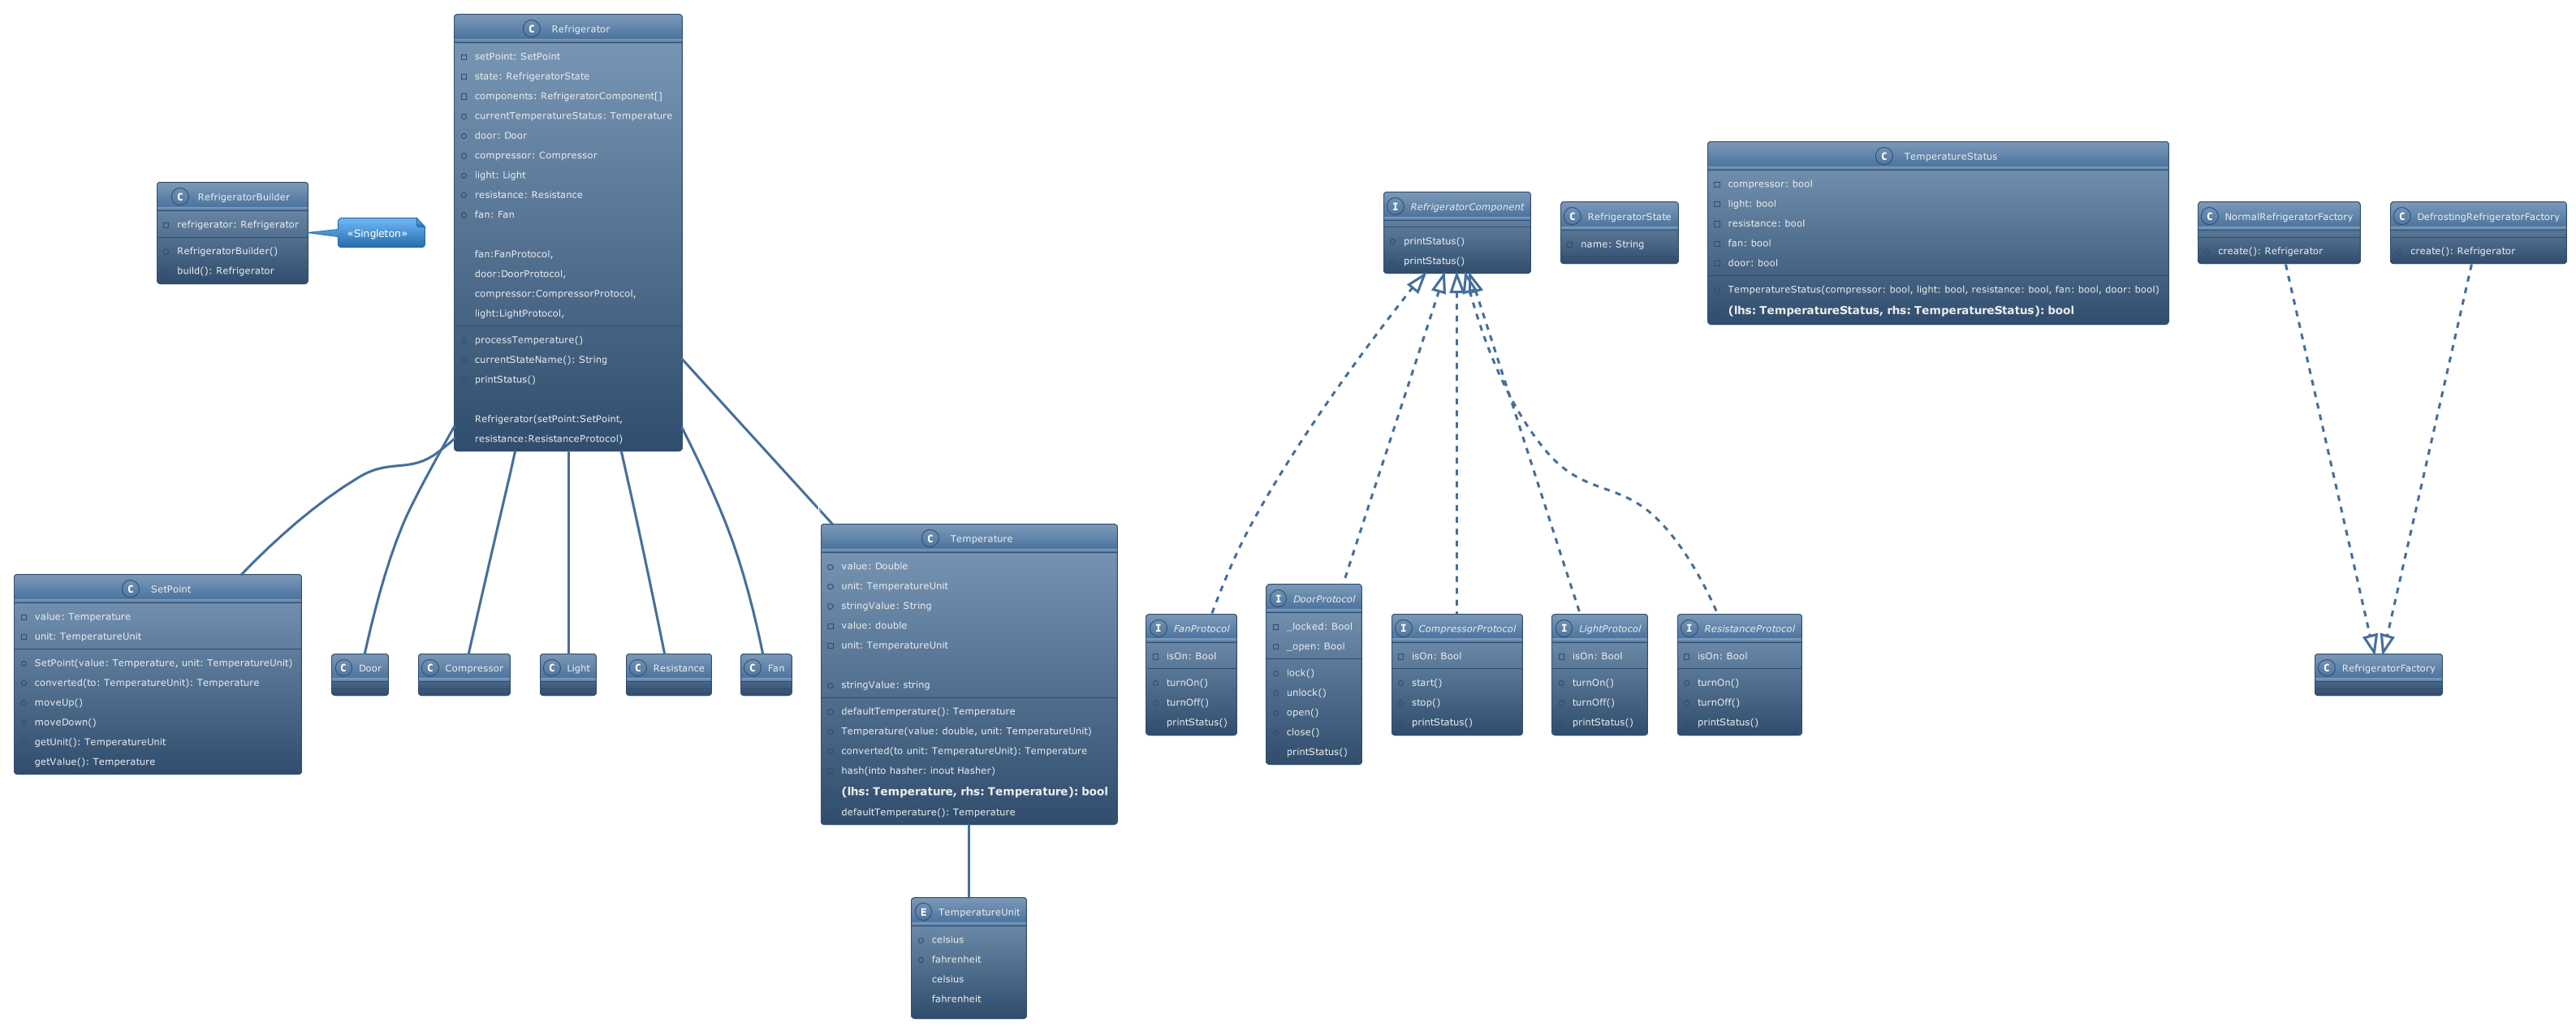 C Refrigerator
setPoint: SetPoint
state: RefrigeratorState
components: RefrigeratorComponent[]
currentTemperatureStatus: Temperature
door: Door
compressor: Compressor
light: Light
resistance: Resistance
fan: Fan
fan:FanProtocol,
door:DoorProtocol,
compressor:CompressorProtocol,
light:LightProtocol,
processTemperature()
currentStateName(): String
printStatus()
Refrigerator(setPoint:SetPoint,
resistance:ResistanceProtocol)
C RefrigeratorBuilder
refrigerator: Refrigerator
RefrigeratorBuilder()
build(): Refrigerator
«Singleton»
I RefrigeratorComponent
printStatus()
printStatus()
C RefrigeratorState
name: String
C TemperatureStatus
compressor: bool
light: bool
resistance: bool
fan: bool
door: bool
TemperatureStatus(compressor: bool, light: bool, resistance: bool, fan: bool, door: bool)
(lhs: TemperatureStatus, rhs: TemperatureStatus): bool
C NormalRefrigeratorFactory
create(): Refrigerator
C DefrostingRefrigeratorFactory
create(): Refrigerator
C SetPoint
value: Temperature
unit: TemperatureUnit
SetPoint(value: Temperature, unit: TemperatureUnit)
converted(to: TemperatureUnit): Temperature
moveUp()
moveDown()
getUnit(): TemperatureUnit
getValue(): Temperature
C Door
C Compressor
C Light
C Resistance
C Fan
C Temperature
value: Double
unit: TemperatureUnit
stringValue: String
value: double
unit: TemperatureUnit
stringValue: string
defaultTemperature(): Temperature
Temperature(value: double, unit: TemperatureUnit)
converted(to unit: TemperatureUnit): Temperature
hash(into hasher: inout Hasher)
(lhs: Temperature, rhs: Temperature): bool
defaultTemperature(): Temperature
I FanProtocol
isOn: Bool
turnOn()
turnOff()
printStatus()
I DoorProtocol
_locked: Bool
_open: Bool
lock()
unlock()
open()
close()
printStatus()
I CompressorProtocol
isOn: Bool
start()
stop()
printStatus()
I LightProtocol
isOn: Bool
turnOn()
turnOff()
printStatus()
I ResistanceProtocol
isOn: Bool
turnOn()
turnOff()
printStatus()
C RefrigeratorFactory
E TemperatureUnit
celsius
fahrenheit
celsius
fahrenheit